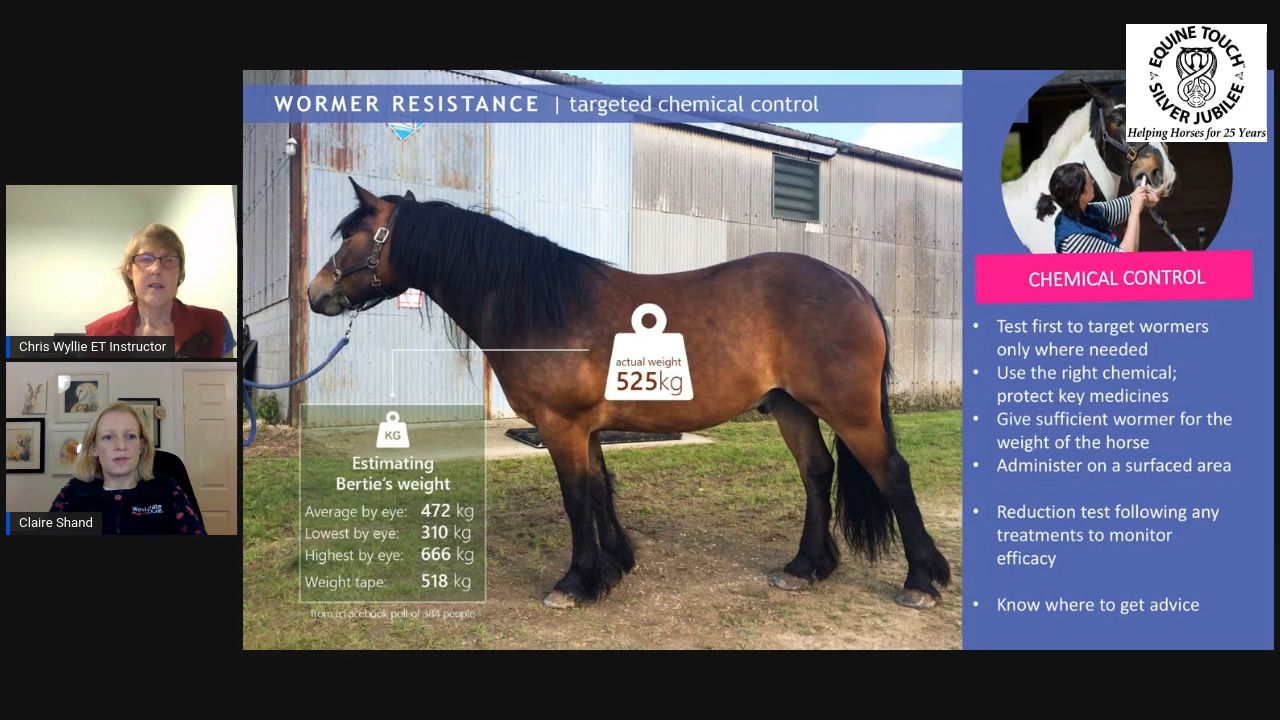 WORMER RESISTANCE | targeted chemical control
EQUINE TOUCH
SILVER JUBILEE
Helping Horses for 25 Years
Chris Wyllie ET Instructor
Claire Shand
actual weight
525kg
KG
Estimating
Bertie's weight
Average by eye: 472 kg
Lowest by eye: 310 kg
Highest by eye: 666 kg
Weight tape: 518 kg
from a Facebook poll of 384 people
CHEMICAL CONTROL
• Test first to target wormers
only where needed
• Use the right chemical;
protect key medicines
• Give sufficient wormer for the
weight of the horse
• Administer on a surfaced area
• Reduction test following any
treatments to monitor
efficacy
• Know where to get advice